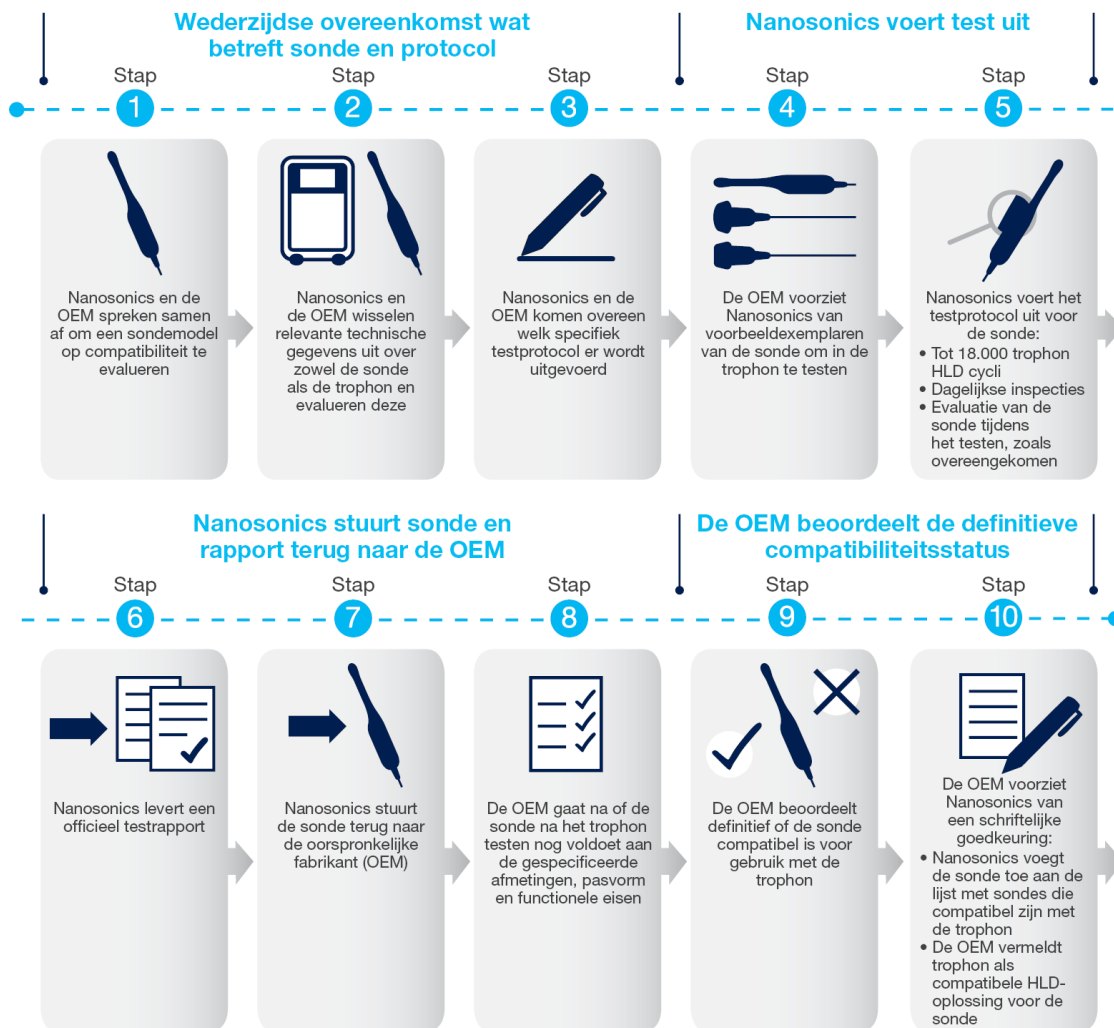 Wederzijdse overeenkomst wat
betreft sonde en protocol
Nanosonics voert test uit
Stap
1
Stap
2
Stap
3
Stap
4
Stap
5
Nanosonics en de
OEM spreken samen
af om een sondemodel
op compatibiliteit te
evalueren
Nanosonics en
de OEM wisselen
relevante technische
gegevens uit over
zowel de sonde
als de trophon en
evalueren deze
Nanosonics en de
OEM komen overeen
welk specifiek
testprotocol er wordt
uitgevoerd
De OEM voorziet
Nanosonics van
voorbeeldexemplaren
van de sonde om in de
trophon te testen
Nanosonics voert het
testprotocol uit voor
de sonde:
• Tot 18.000 trophon
HLD cycli
• Dagelijkse inspecties
• Evaluatie van de
sonde tijdens
het testen, zoals
overeengekomen
Nanosonics stuurt sonde en
rapport terug naar de OEM
De OEM beoordeelt de definitieve
compatibiliteitsstatus
Stap
6
Stap
7
Stap
8
Stap
9
Stap
10
Nanosonics levert een
officieel testrapport
Nanosonics stuurt
de sonde terug naar
de oorspronkelijke
fabrikant (OEM)
De OEM gaat na of de
sonde na het trophon
testen nog voldoet aan
de gespecificeerde
afmetingen, pasvorm
en functionele eisen
De OEM beoordeelt
definitief of de sonde
compatibel is voor
gebruik met de
trophon
De OEM voorziet
Nanosonics van
een schriftelijke
goedkeuring:
• Nanosonics voegt
de sonde toe aan de
lijst met sondes die
compatibel zijn met
de trophon
• De OEM vermeldt
trophon als
compatibele HLD-
oplossing voor de
sonde